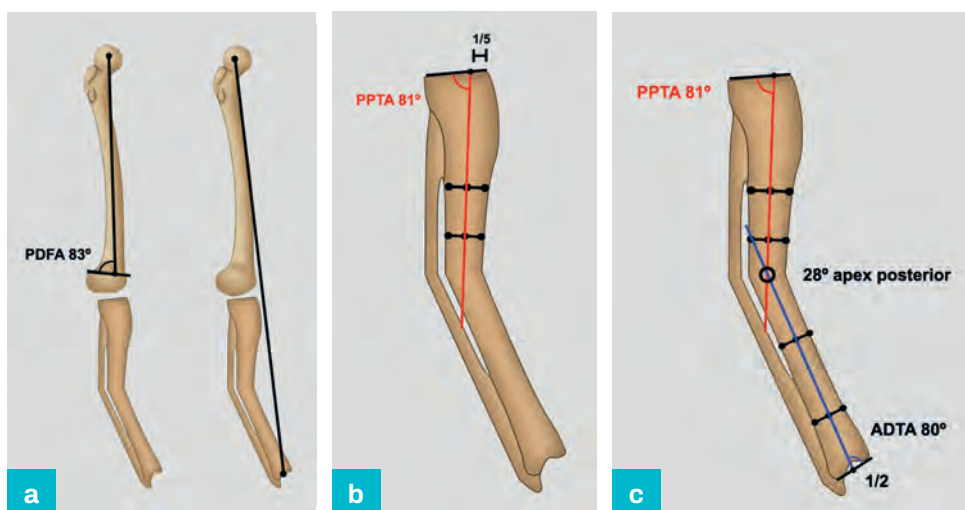 PDFA 83º
a
1/5
PPTA 81º
b
PPTA 81º
28º apex posterior
ADTA 80º
1/2
c